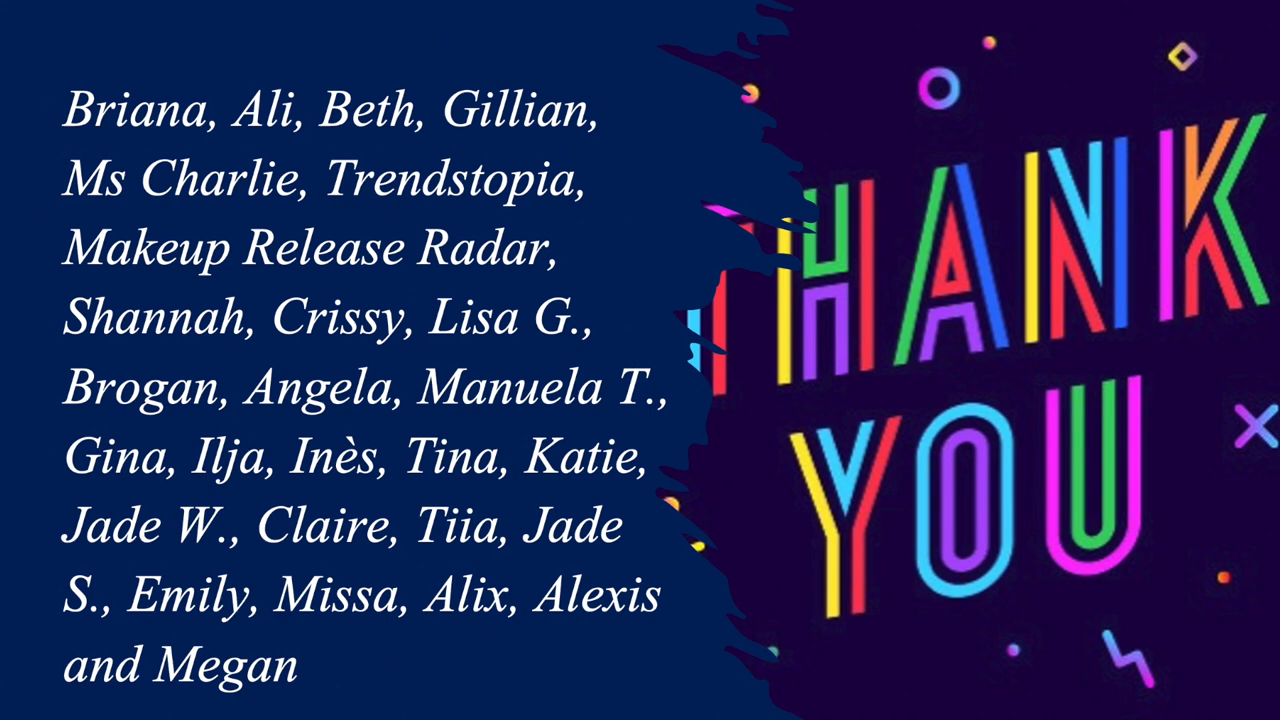 Briana, Ali, Beth, Gillian,
Ms Charlie, Trendstopia,
Makeup Release Radar,
Shannah, Crissy, Lisa G.,
Brogan, Angela, Manuela T.,
Gina, Ilja, Inès, Tina, Katie,
Jade W., Claire, Tiia, Jade
S., Emily, Missa, Alix, Alexis
and Megan
THANK
YOU